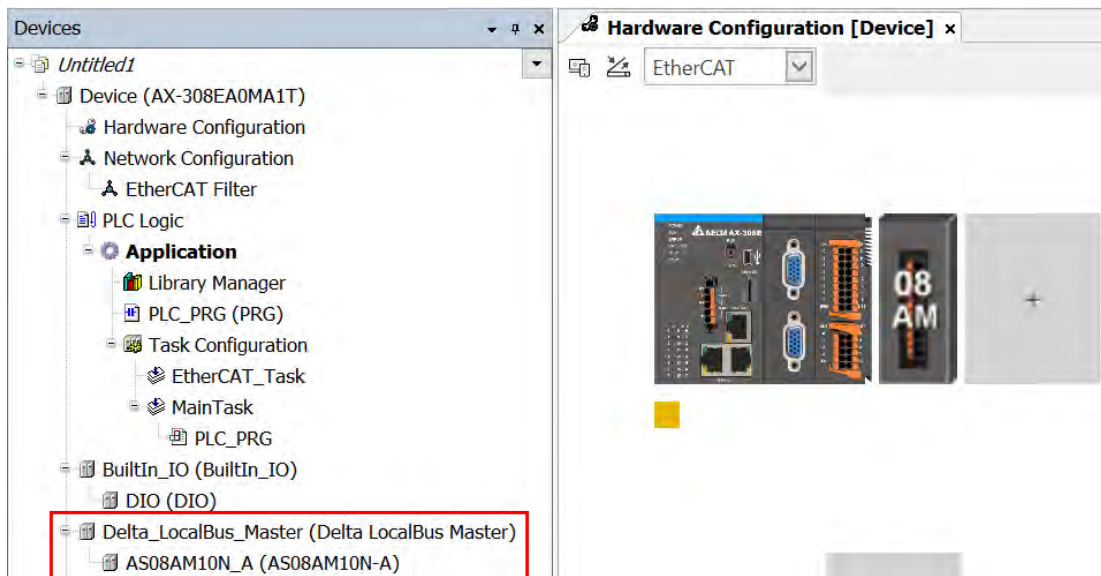 Devices
Untitled1
Device (AX-308EA0MA1T)
Hardware Configuration
Network Configuration
EtherCAT Filter
PLC Logic
Application
Library Manager
PLC_PRG (PRG)
Task Configuration
EtherCAT_Task
MainTask
PLC_PRG
BuiltIn_IO (BuiltIn_IO)
DIO (DIO)
Delta_LocalBus_Master (Delta LocalBus Master)
AS08AM10N_A (AS08AM10N-A)
Hardware Configuration [Device]
EtherCAT
AX-308E
08
AM